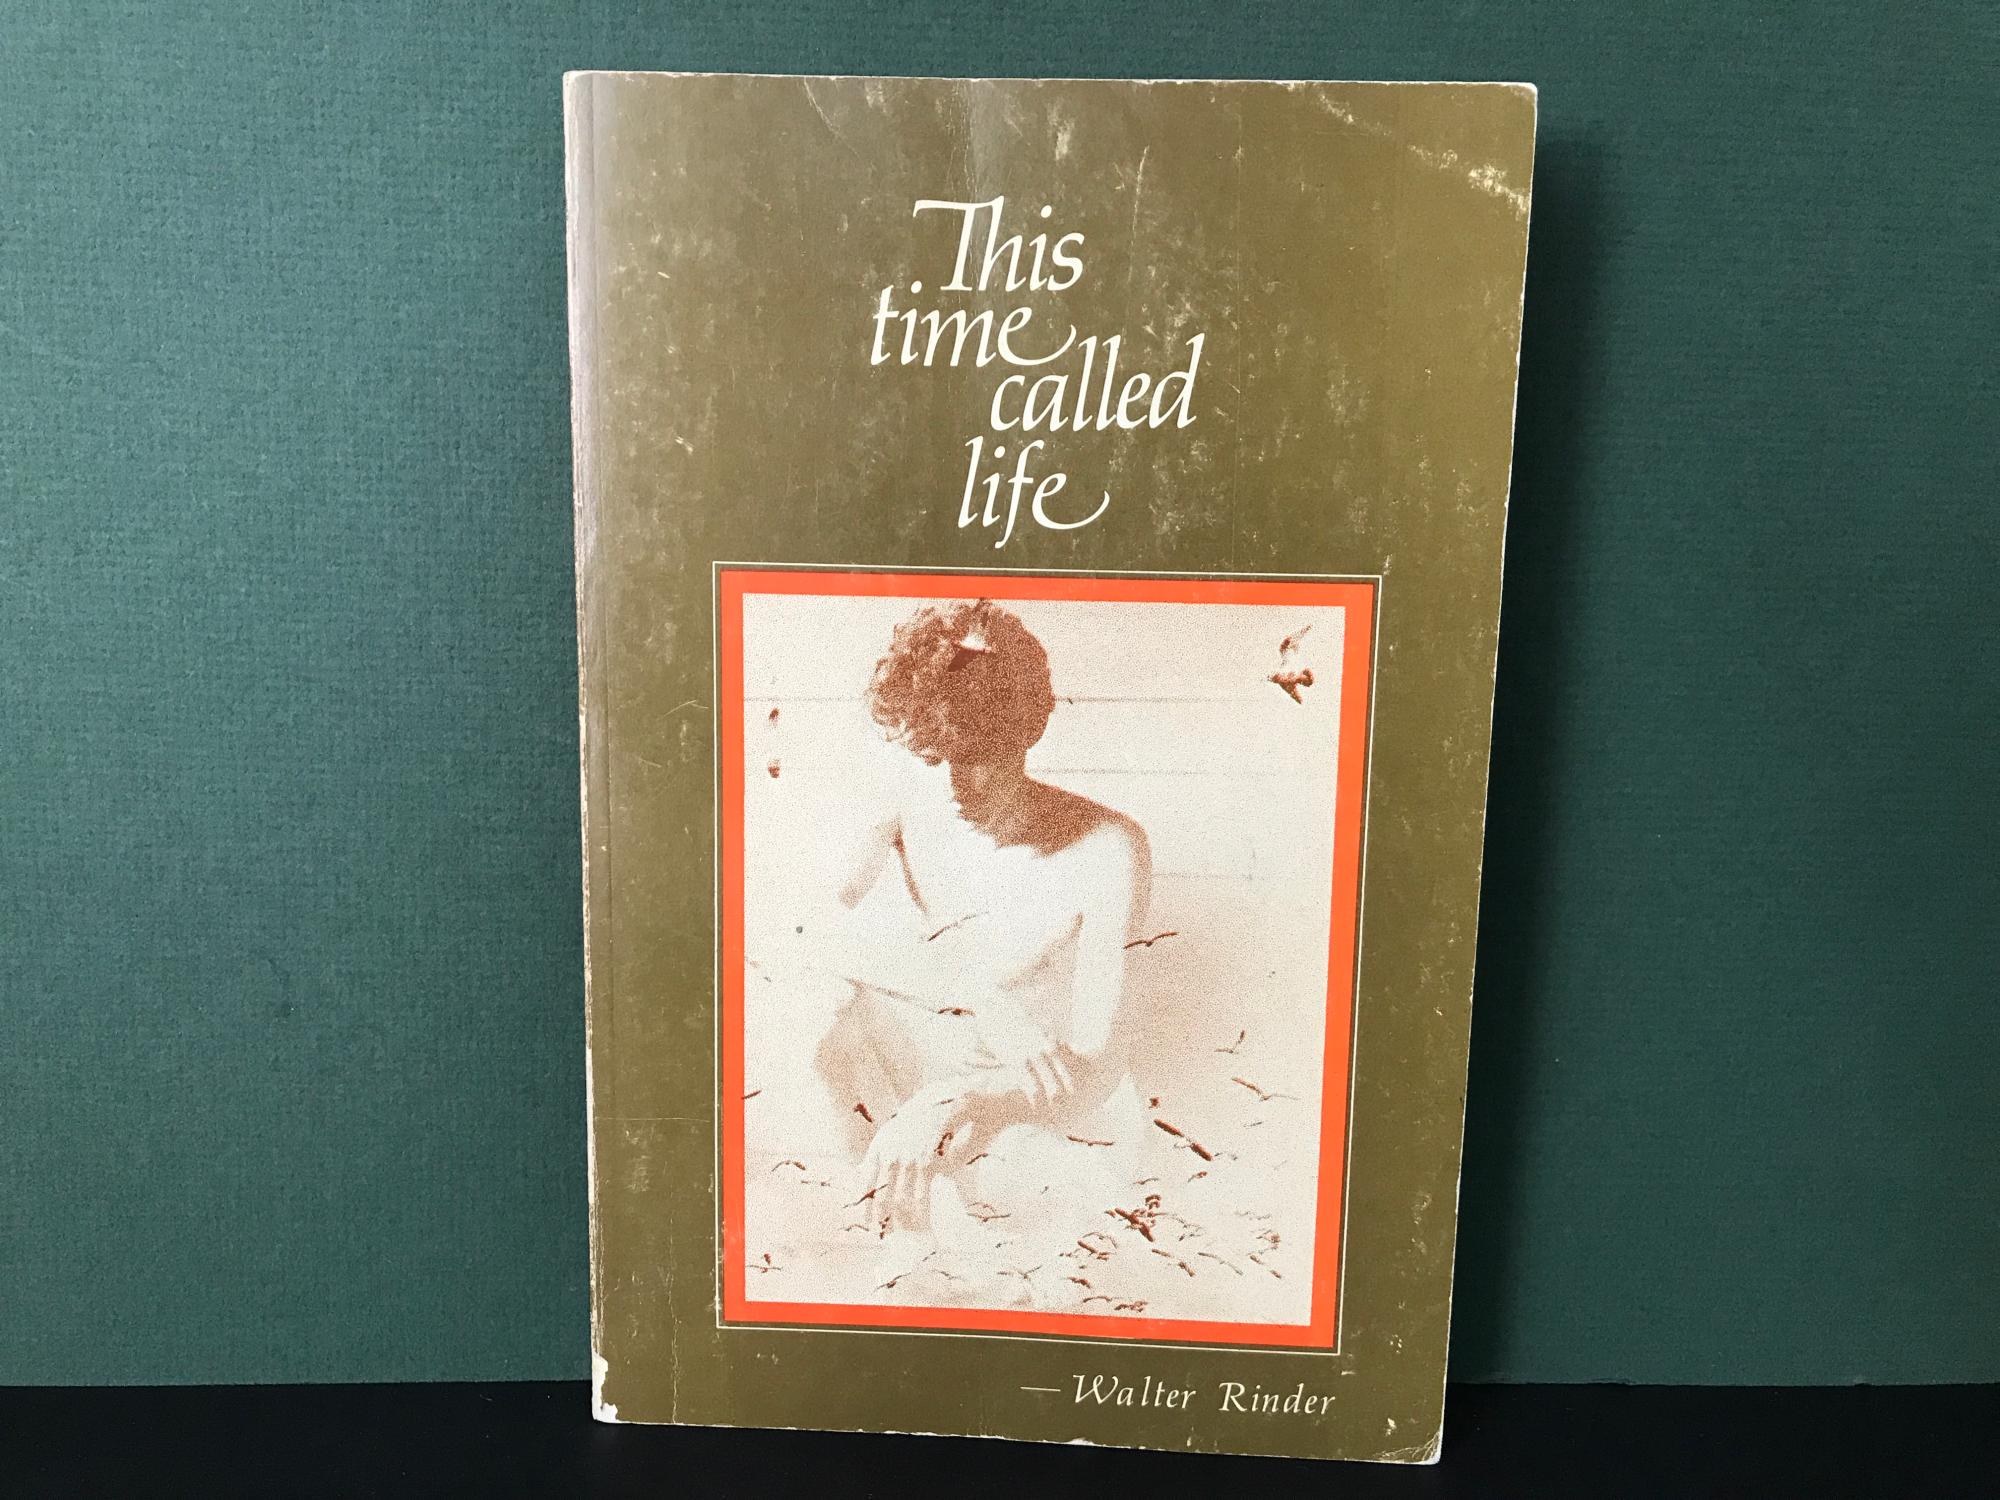 This
time
called
life
— Walter Rinder